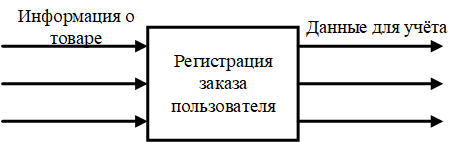 Информация о
товаре
Регистрация
заказа
пользователя
Данные для учёта